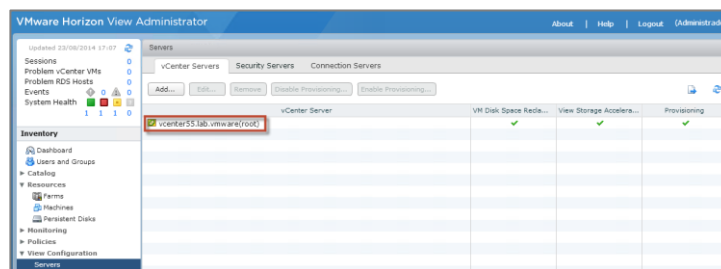 VMware Horizon View Administrator
About | Help | Logout (Administrad
Updated 23/08/2014 17:07
Sessions 0
Problem vCenter VMs 0
Problem RDS Hosts 0
Events 0 0
System Health
1 1 1 0
Inventory
Dashboard
Users and Groups
Catalog
Resources
Farms
Machines
Persistent Disks
Monitoring
Policies
View Configuration
Servers
Servers
vCenter Servers Security Servers Connection Servers
Add... Edit... Remove Disable Provisioning... Enable Provisioning...
vCenter Server VM Disk Space Recla... View Storage Accelera... Provisioning
vcenter55.lab.vmware(root)